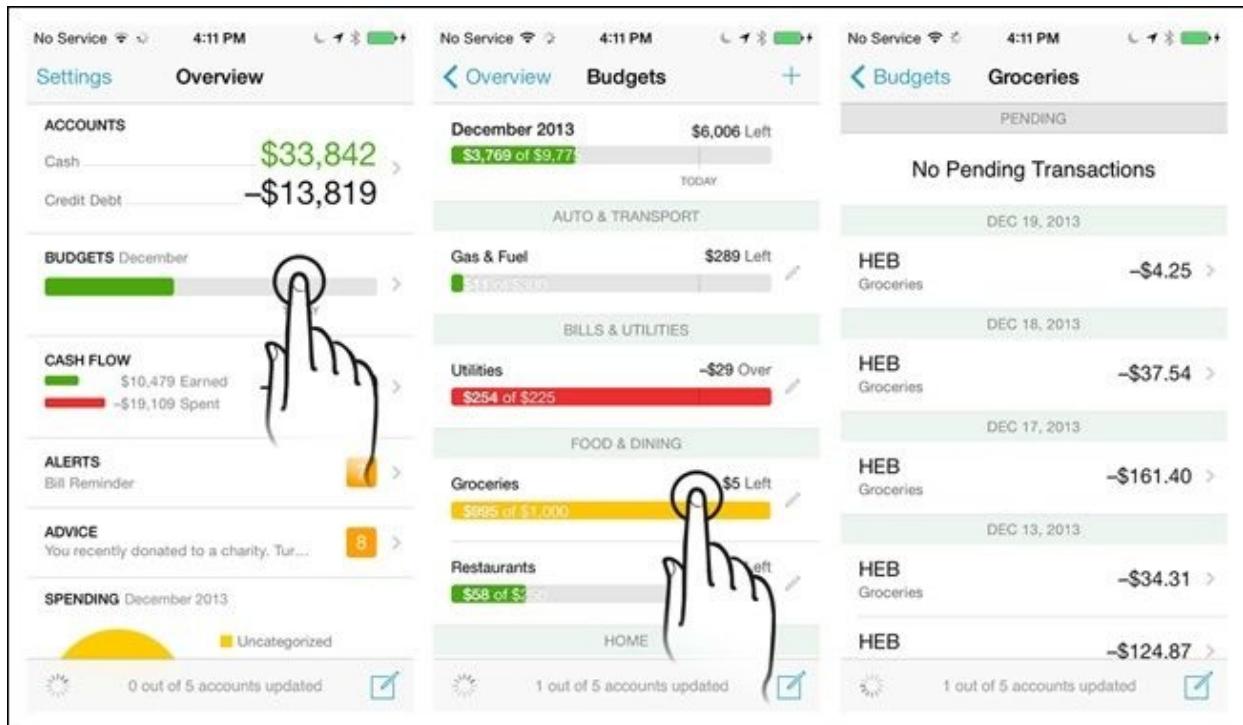 No Service 4:11 PM
Settings Overview
ACCOUNTS
Cash $33,842
Credit Debt –$13,819
BUDGETS December
CASH FLOW
$10,479 Earned
–$19,109 Spent
ALERTS
Bill Reminder
ADVICE
You recently donated to a charity. Tur... 8
SPENDING December 2013
Uncategorized
0 out of 5 accounts updated
No Service 4:11 PM
Overview Budgets +
December 2013 $6,006 Left
$3,769 of $9,775
TODAY
AUTO & TRANSPORT
Gas & Fuel $289 Left
$11 of $300
BILLS & UTILITIES
Utilities –$29 Over
$254 of $225
FOOD & DINING
Groceries $5 Left
$995 of $1,000
Restaurants
$58 of
HOME
1 out of 5 accounts updated
No Service 4:11 PM
Budgets Groceries
PENDING
No Pending Transactions
DEC 19, 2013
HEB –$4.25
Groceries
DEC 18, 2013
HEB –$37.54
Groceries
DEC 17, 2013
HEB –$161.40
Groceries
DEC 13, 2013
HEB –$34.31
Groceries
HEB –$124.87
1 out of 5 accounts updated